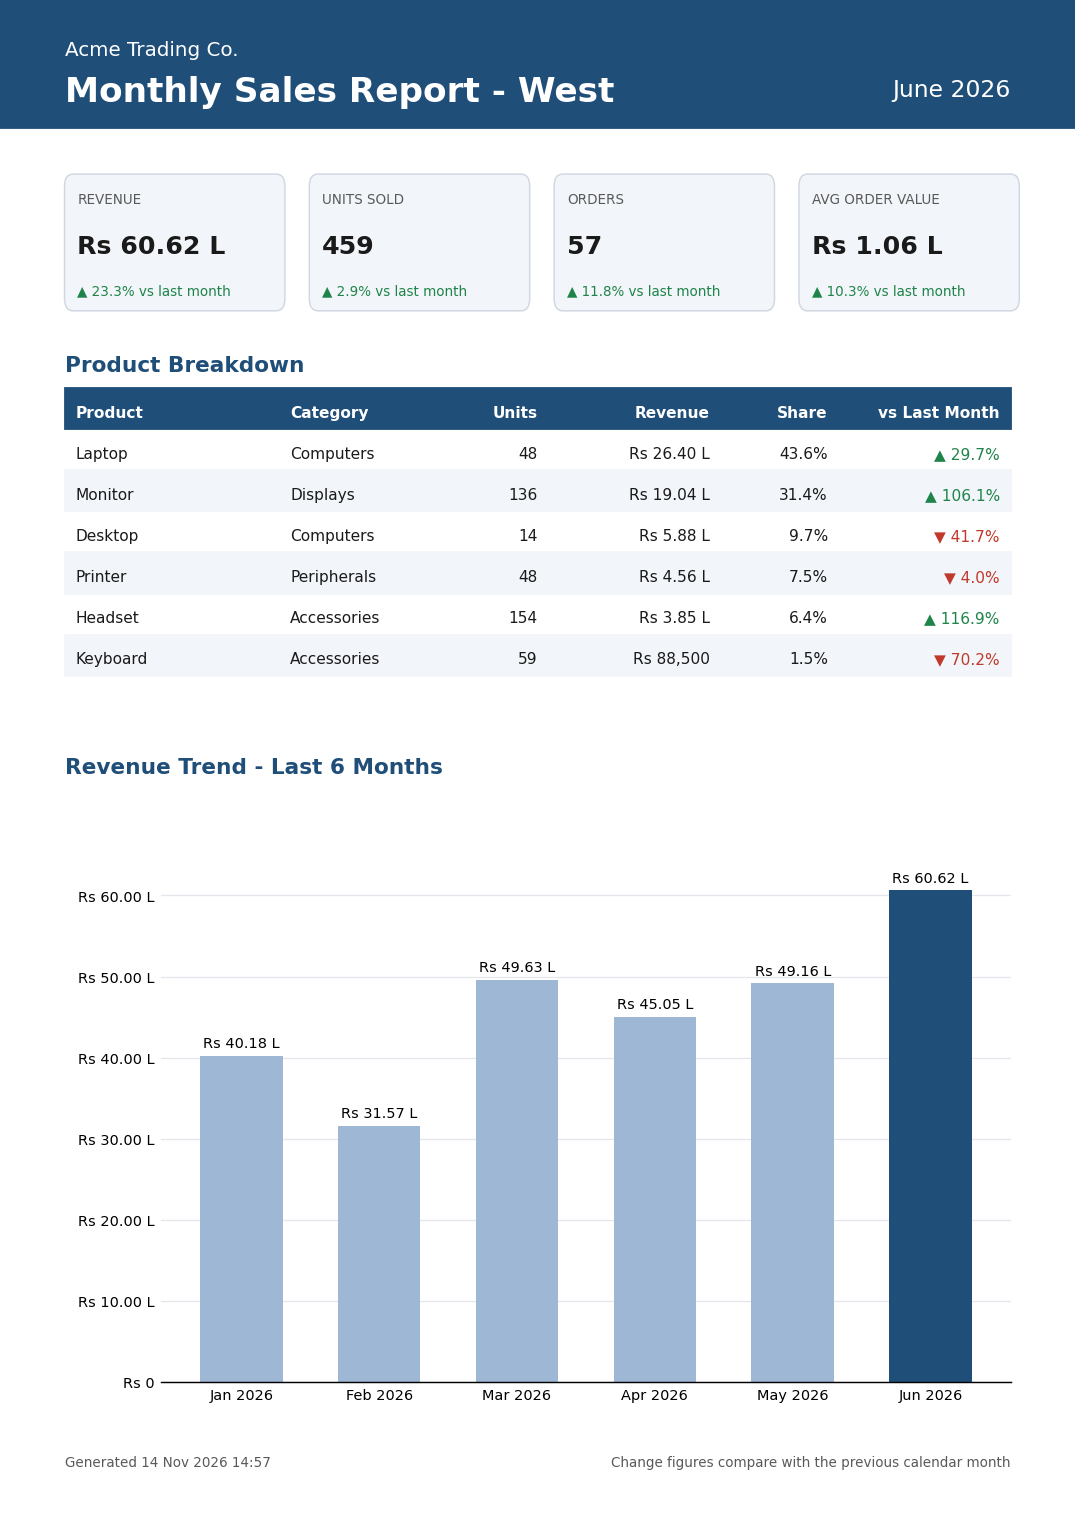 Acme Trading Co.
Monthly Sales Report - West
June 2026
REVENUE
Rs 60.62 L
▲ 23.3% vs last month
UNITS SOLD
459
▲ 2.9% vs last month
ORDERS
57
▲ 11.8% vs last month
AVG ORDER VALUE
Rs 1.06 L
▲ 10.3% vs last month
Product Breakdown
Product Category Units Revenue Share vs Last Month
Laptop Computers 48 Rs 26.40 L 43.6% ▲ 29.7%
Monitor Displays 136 Rs 19.04 L 31.4% ▲ 106.1%
Desktop Computers 14 Rs 5.88 L 9.7% ▼ 41.7%
Printer Peripherals 48 Rs 4.56 L 7.5% ▼ 4.0%
Headset Accessories 154 Rs 3.85 L 6.4% ▲ 116.9%
Keyboard Accessories 59 Rs 88,500 1.5% ▼ 70.2%
Revenue Trend - Last 6 Months
Rs 60.00 L
Rs 50.00 L
Rs 40.00 L
Rs 30.00 L
Rs 20.00 L
Rs 10.00 L
Rs 0
Rs 40.18 L
Rs 31.57 L
Rs 49.63 L
Rs 45.05 L
Rs 49.16 L
Rs 60.62 L
Jan 2026 Feb 2026 Mar 2026 Apr 2026 May 2026 Jun 2026
Generated 14 Nov 2026 14:57
Change figures compare with the previous calendar month